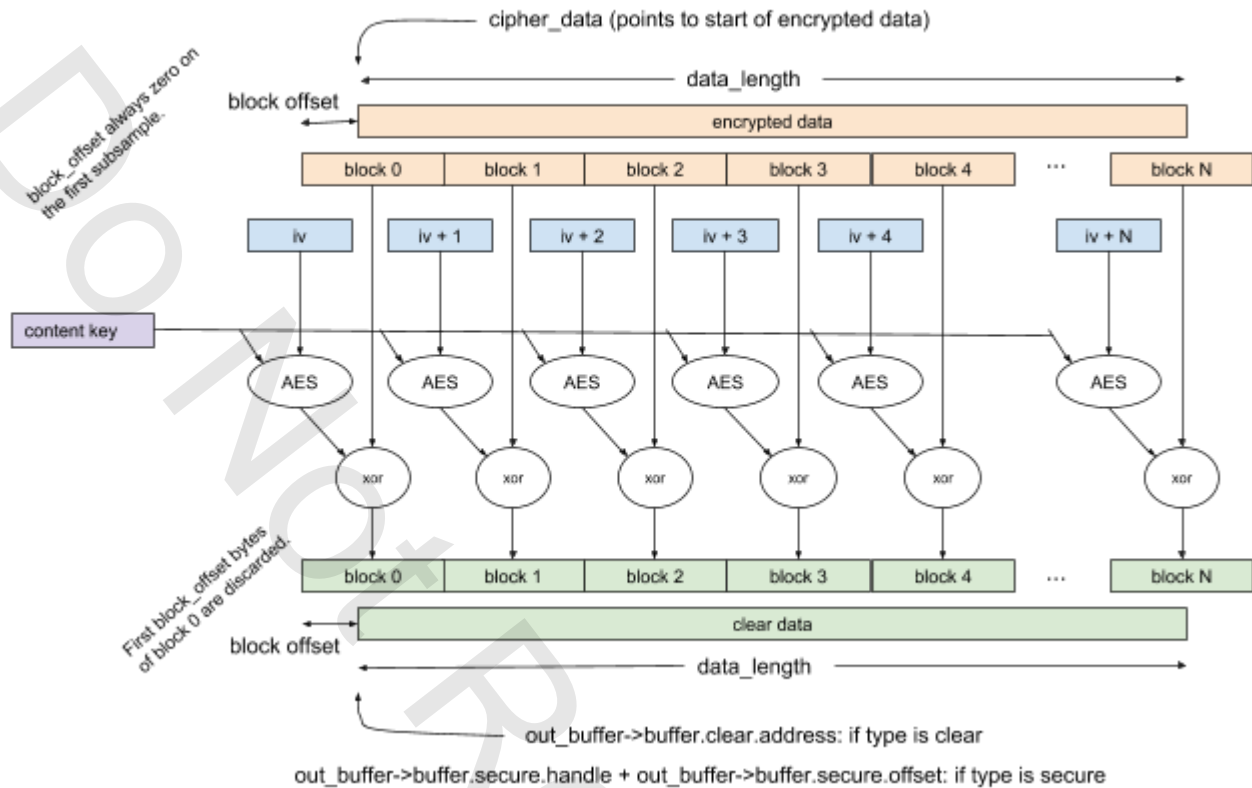 cipher_data (points to start of encrypted data)
data_length
block_offset always zero on
the first subsample.
block offset
encrypted data
block 0 block 1 block 2 block 3 block 4 ... block N
iv iv + 1 iv + 2 iv + 3 iv + 4 iv + N
content key
AES AES AES AES AES AES
xor xor xor xor xor xor
First block_offset bytes
of block 0 are discarded.
block 0 block 1 block 2 block 3 block 4 ... block N
clear data
block offset
data_length
out_buffer->buffer.clear.address: if type is clear
out_buffer->buffer.secure.handle + out_buffer->buffer.secure.offset: if type is secure
Do Not R